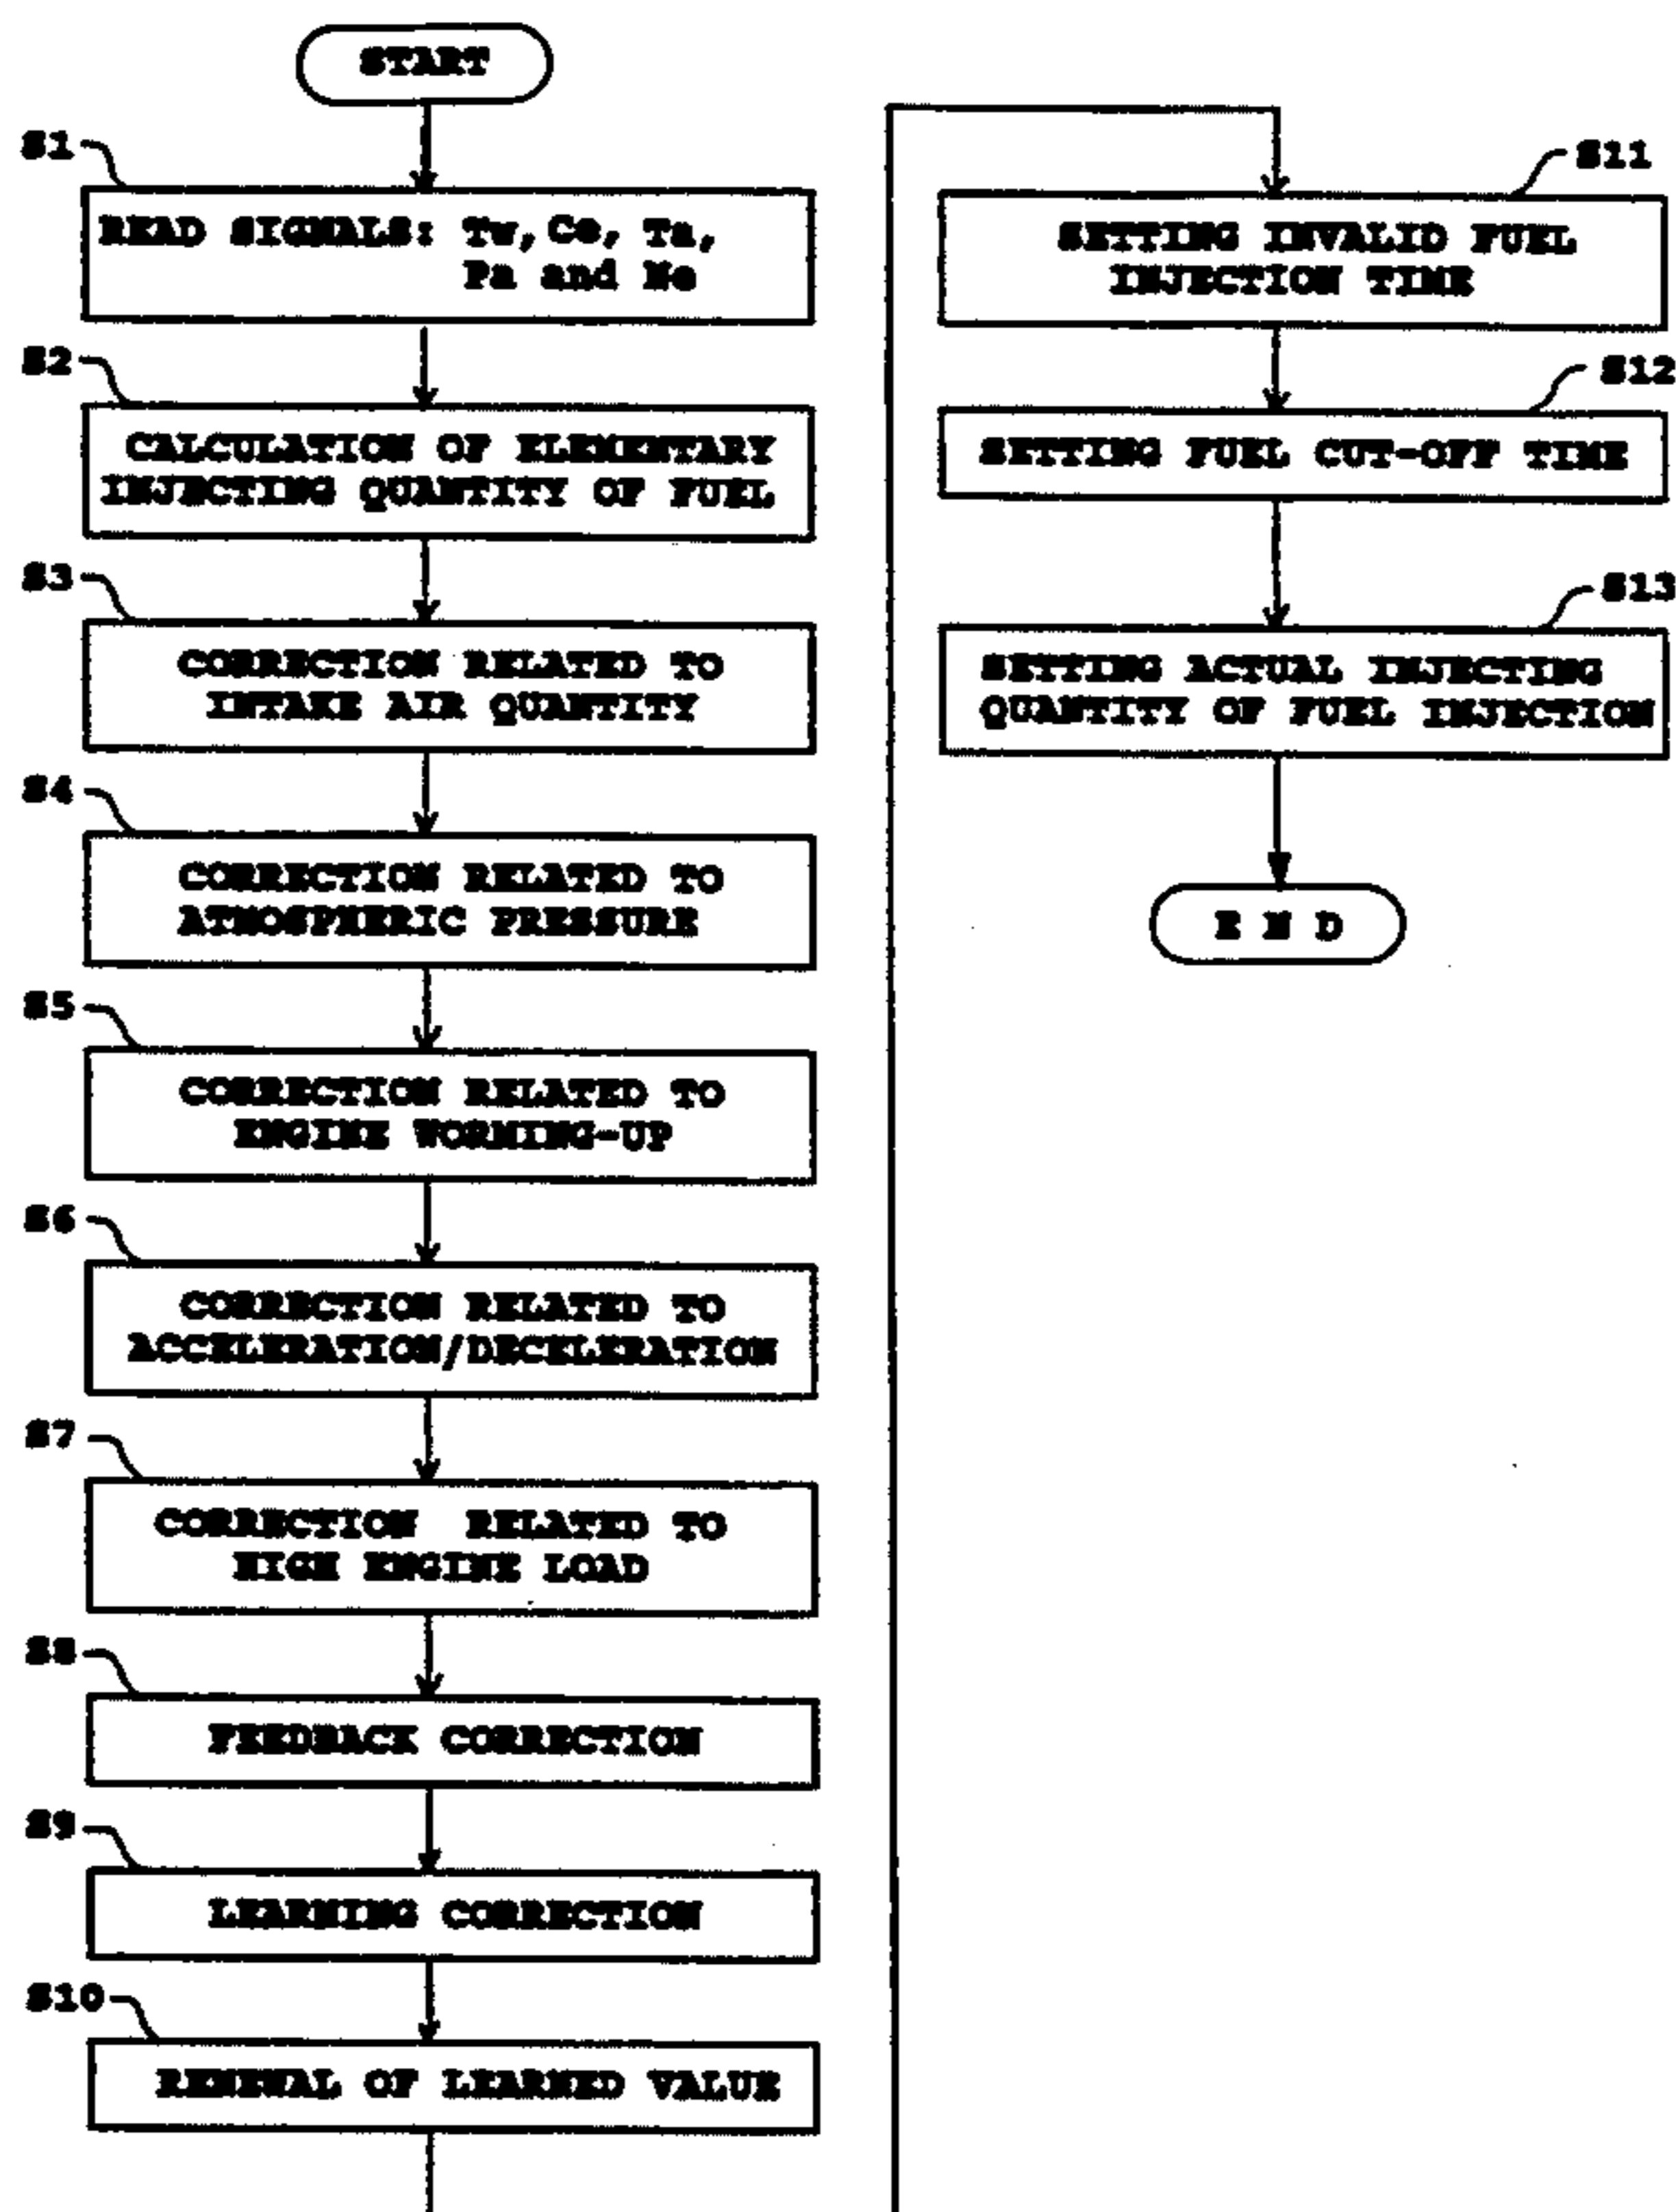 START
S1
READ SIGNALS: Tw, Ce, Ta,
Pa and Ne
S2
CALCULATION OF ELEMENTARY
INJECTING QUANTITY OF FUEL
S3
CORRECTION RELATED TO
INTAKE AIR QUANTITY
S4
CORRECTION RELATED TO
ATMOSPHERIC PRESSURE
S5
CORRECTION RELATED TO
ENGINE WORMING-UP
S6
CORRECTION RELATED TO
ACCELERATION/DECELERATION
S7
CORRECTION RELATED TO
HIGH ENGINE LOAD
S8
FEEDBACK CORRECTION
S9
LEARNING CORRECTION
S10
RENEWAL OF LEARNED VALUE
S11
SETTING INVALID FUEL
INJECTION TIME
S12
SETTING FUEL CUT-OFF TIME
S13
SETTING ACTUAL INJECTING
QUANTITY OF FUEL INJECTION
E N D